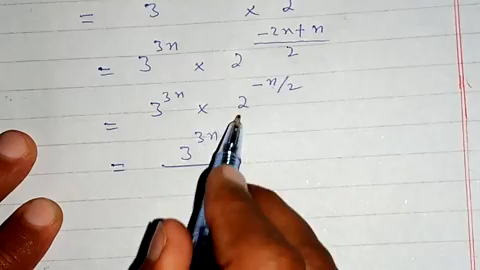 = 3 × 2
= 3^3n × 2^(-2n+n)/2
= 3^3n × 2^-n/2
= 3^3n